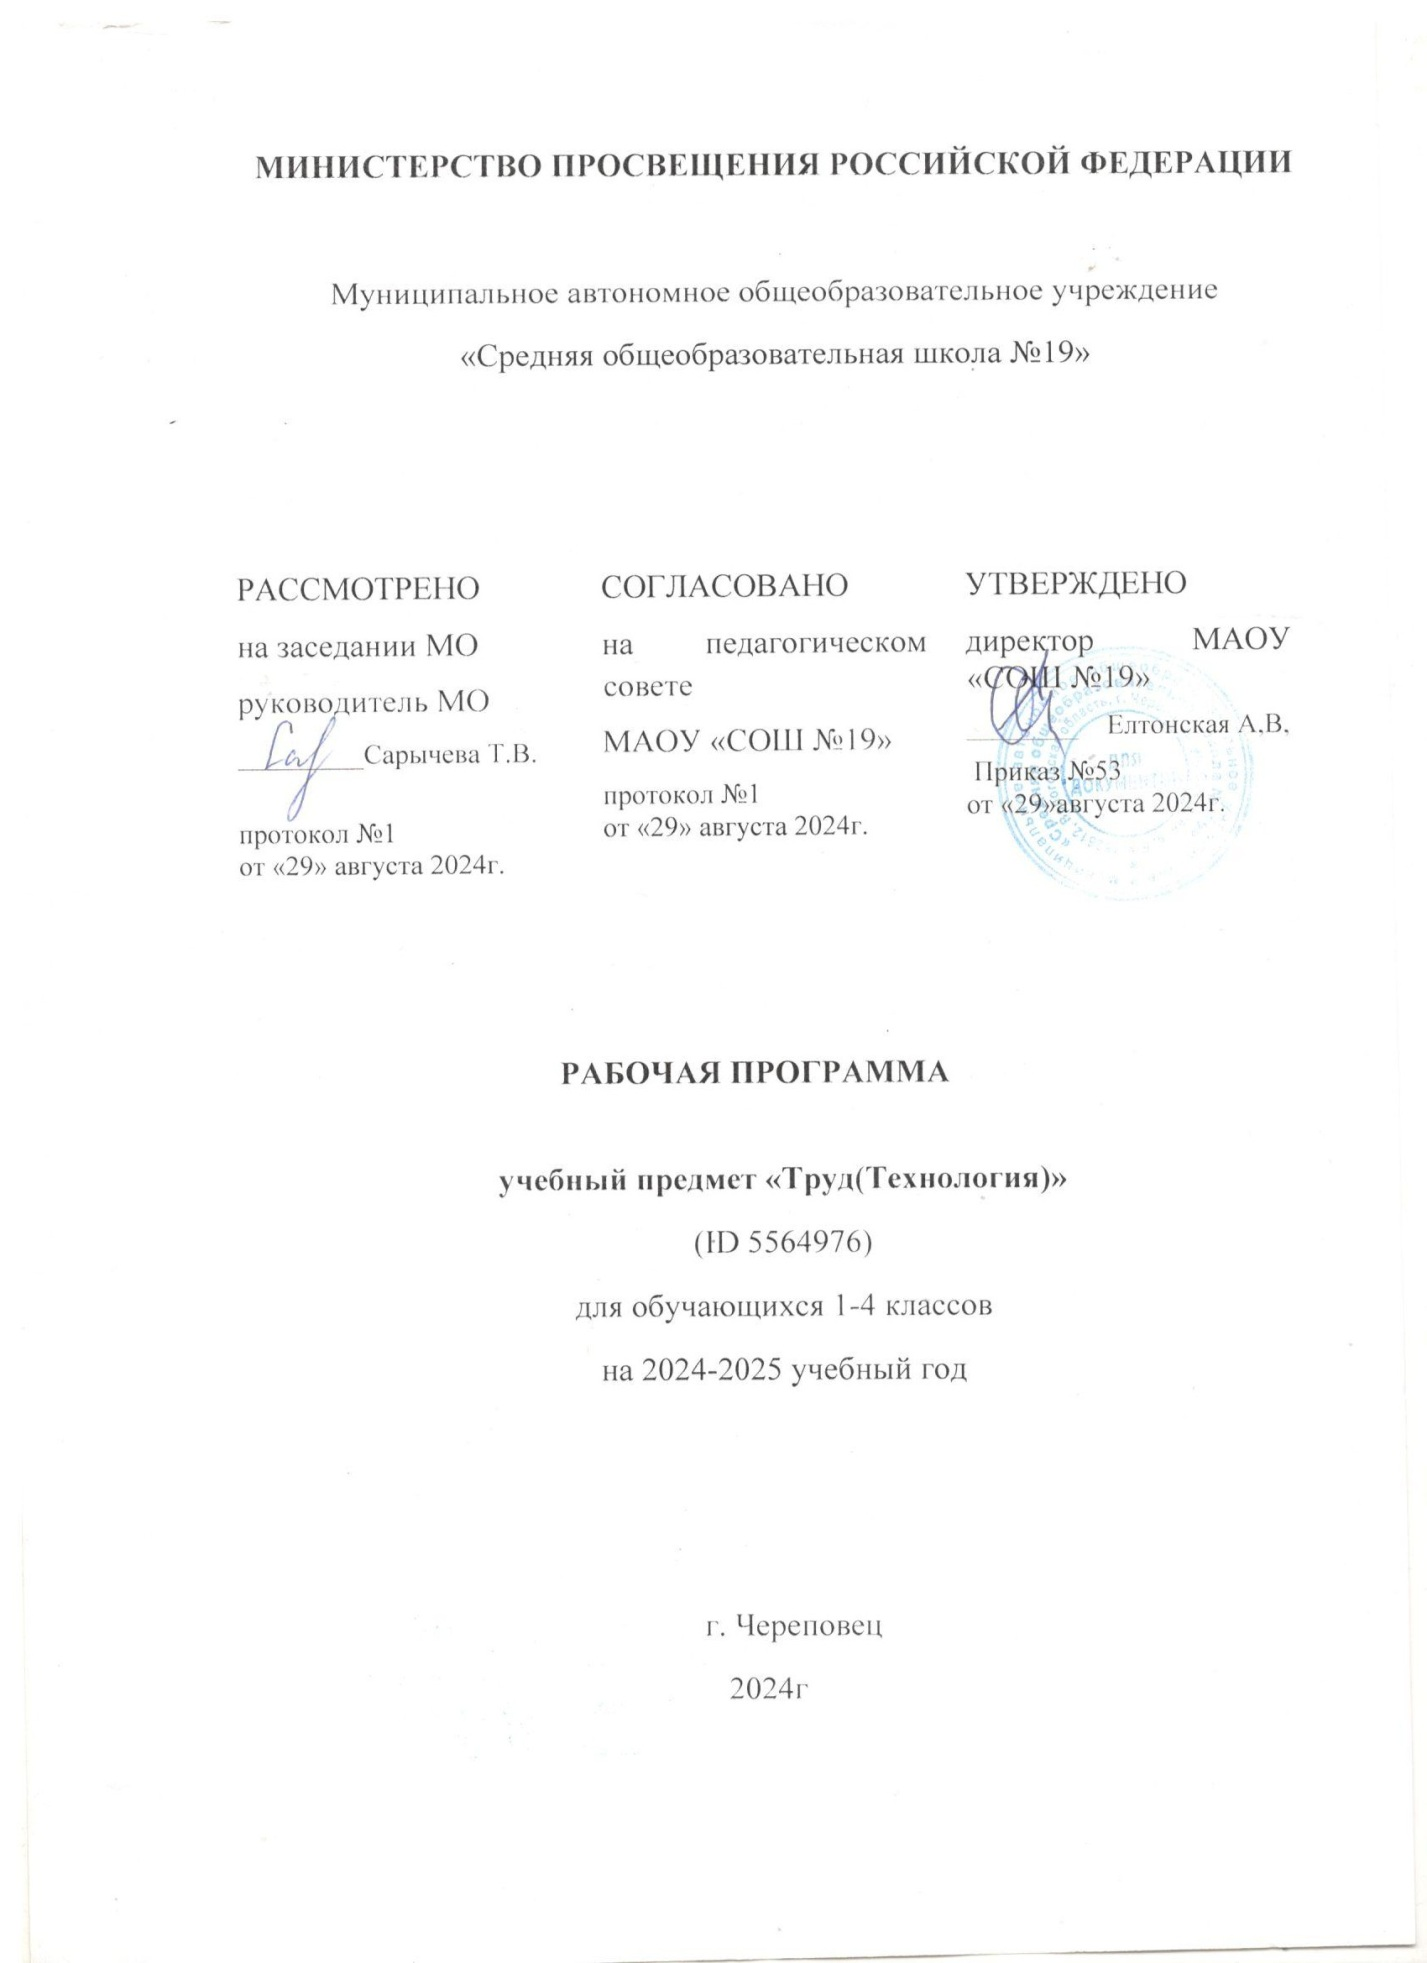 МИНИСТЕРСТВО ПРОСВЕЩЕНИЯ РОССИЙСКОЙ ФЕДЕРАЦИИ
Муниципальное автономное общеобразовательное учреждение
«Средняя общеобразовательная школа №19»
РАССМОТРЕНО
на заседании МО
руководитель МО
Сарычева Т.В.
протокол №1
от «29» августа 2024г.
СОГЛАСОВАНО
на педагогическом
совете
МАОУ «СОШ №19»
протокол №1
от «29» августа 2024г.
УТВЕРЖДЕНО
директор МАОУ
«СОШ №19»
Елтонская А.В.
Приказ №53
от «29»августа 2024г.
ДЛЯ
ДОКУМЕНТОВ
РАБОЧАЯ ПРОГРАММА
учебный предмет «Труд(Технология)»
(ID 5564976)
для обучающихся 1-4 классов
на 2024-2025 учебный год
г. Череповец
2024г